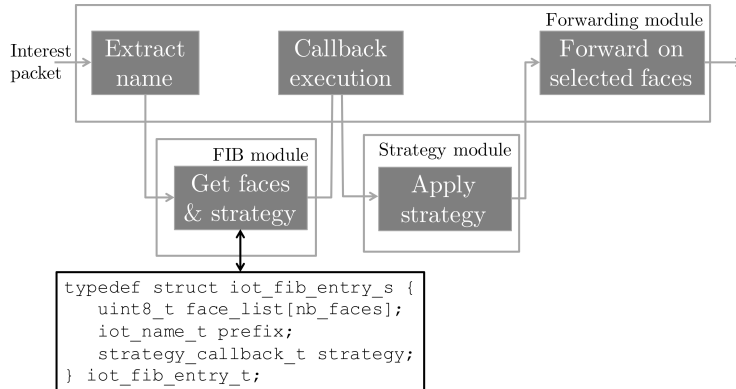 Forwarding module
Interest
packet
Extract
name
Callback
execution
Forward on
selected faces
FIB module
Get faces
& strategy
Strategy module
Apply
strategy
typedef struct iot_fib_entry_s {
uint8_t face_list[nb_faces];
iot_name_t prefix;
strategy_callback_t strategy;
} iot_fib_entry_t;